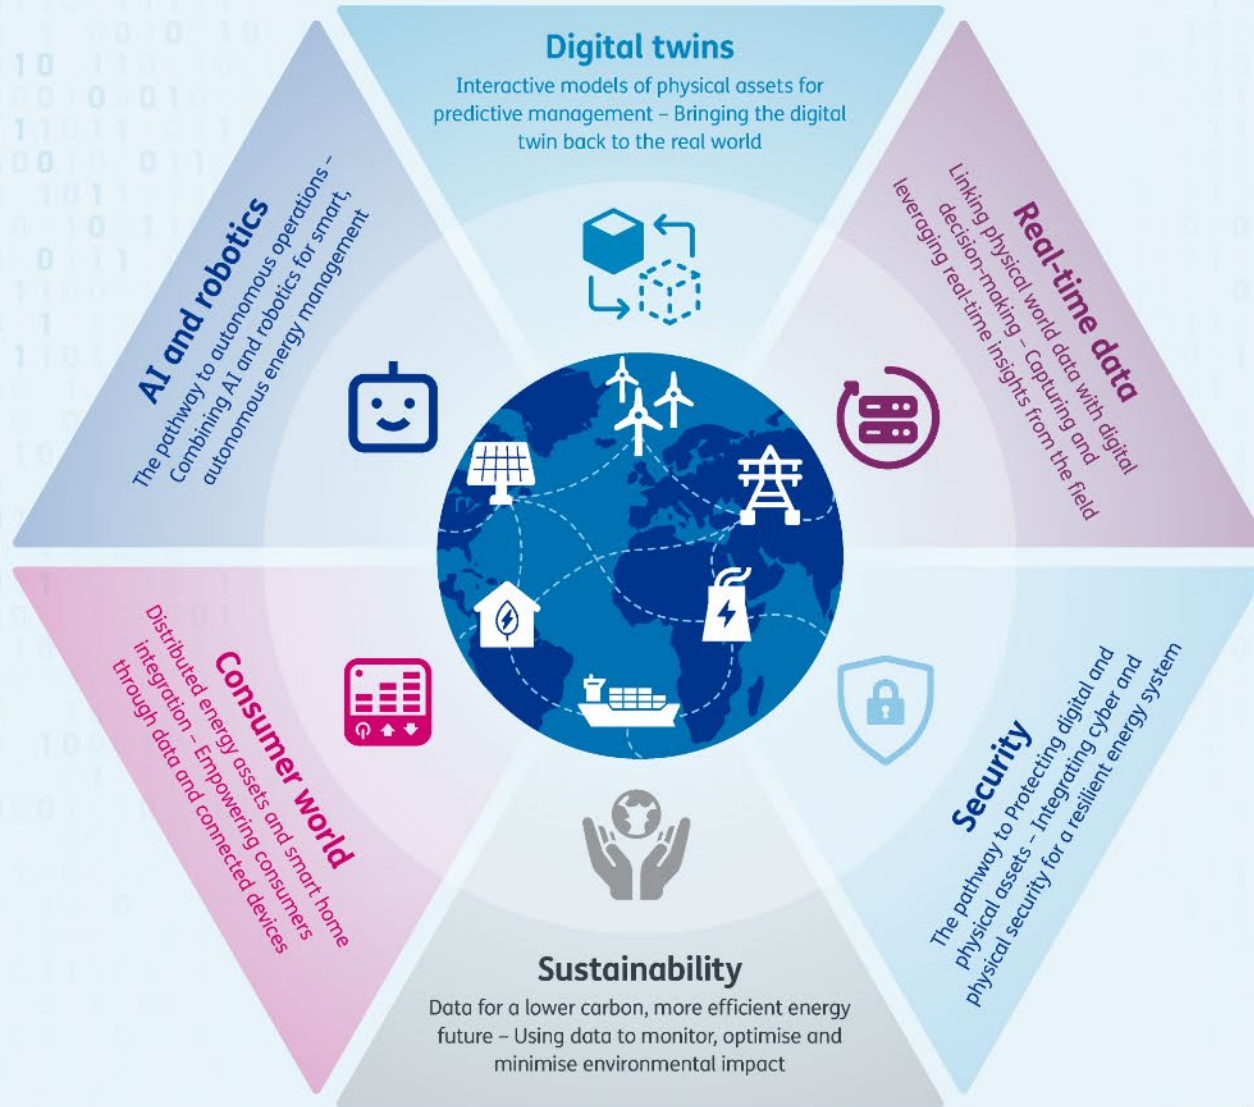 Digital twins
Interactive models of physical assets for
predictive management – Bringing the digital
twin back to the real world
Real-time data
Linking physical world data with digital
decision-making – Capturing and
leveraging real-time insights from the field
Security
The pathway to Protecting digital and
physical assets – Integrating cyber and
physical security for a resilient energy system
Sustainability
Data for a lower carbon, more efficient energy
future – Using data to monitor, optimise and
minimise environmental impact
Consumer world
Distributed energy assets and smart home
integration – Empowering consumers
through data and connected devices
AI and robotics
The pathway to autonomous operations –
Combining AI and robotics for smart,
autonomous energy management